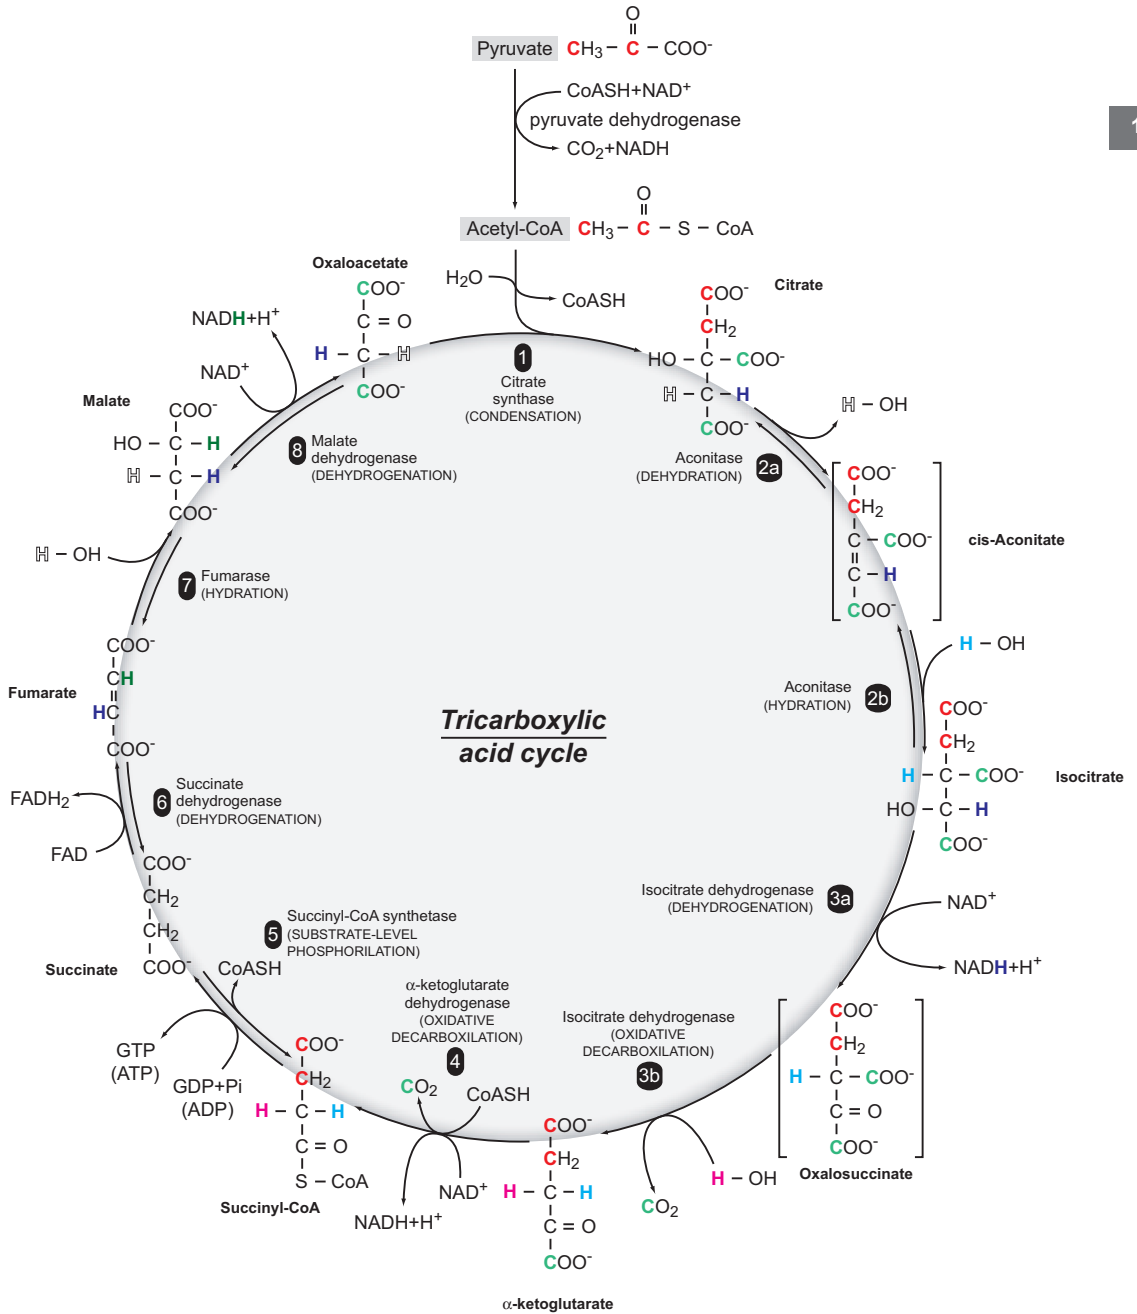 Pyruvate
O
CH3 – C – COO-
CoASH+NAD+
pyruvate dehydrogenase
CO2+NADH
1
Acetyl-CoA
O
CH3 – C – S – CoA
H2O
CoASH
Oxaloacetate
COO-
C = O
H – C – H
COO-
Citrate
COO-
CH2
HO – C – COO-
H – C – H
COO-
1
Citrate
synthase
(CONDENSATION)
H – OH
Aconitase
(DEHYDRATION)
2a
COO-
CH2
C – COO-
C – H
COO-
cis-Aconitate
H – OH
Aconitase
(HYDRATION)
2b
COO-
CH2
H – C – COO-
HO – C – H
COO-
Isocitrate
Isocitrate dehydrogenase
(DEHYDROGENATION)
3a
NAD+
NADH+H+
COO-
CH2
H – C – COO-
C = O
COO-
Oxalosuccinate
Isocitrate dehydrogenase
(OXIDATIVE
DECARBOXILATION)
3b
H – OH
CO2
COO-
CH2
H – C – H
C = O
COO-
α-ketoglutarate
α-ketoglutarate
dehydrogenase
(OXIDATIVE
DECARBOXILATION)
4
CO2
CoASH
NAD+
NADH+H+
COO-
CH2
H – C – H
C = O
S – CoA
Succinyl-CoA
5
Succinyl-CoA synthetase
(SUBSTRATE-LEVEL
PHOSPHORILATION)
CoASH
GTP
(ATP)
GDP+Pi
(ADP)
COO-
CH2
CH2
COO-
Succinate
6
Succinate
dehydrogenase
(DEHYDROGENATION)
FADH2
FAD
COO-
CH
HC
COO-
Fumarate
7
Fumarase
(HYDRATION)
H – OH
Malate
COO-
HO – C – H
H – C – H
COO-
8
Malate
dehydrogenase
(DEHYDROGENATION)
NAD+
NADH+H+
Tricarboxylic
acid cycle